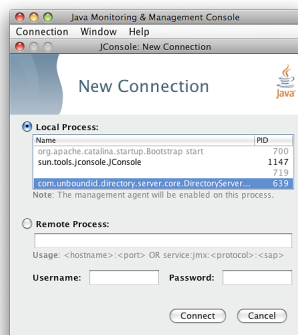 Java Monitoring & Management Console
Connection Window Help
JConsole: New Connection
New Connection
Java
Local Process:
Name PID
org.apache.catalina.startup.Bootstrap start 700
sun.tools.jconsole.JConsole 1147
719
com.unboundid.directory.server.core.DirectoryServer... 639
Note: The management agent will be enabled on this process.
Remote Process:
Usage: <hostname>:<port> OR service:jmx:<protocol>:<sap>
Username: Password:
Connect Cancel